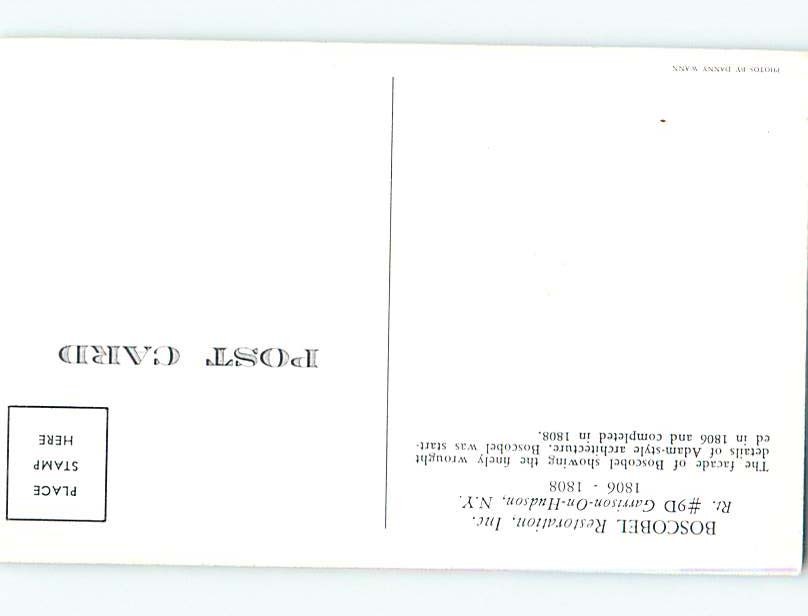 BOSCOBEL Restoration, Inc.
Rt. #9D Garrison-On-Hudson, N.Y.
1806 - 1808
The facade of Boscobel showing the finely wrought
details of Adam-style architecture. Boscobel was start-
ed in 1806 and completed in 1808.
PHOTOS BY DANNY WANN
PLACE
STAMP
HERE
POST CARD